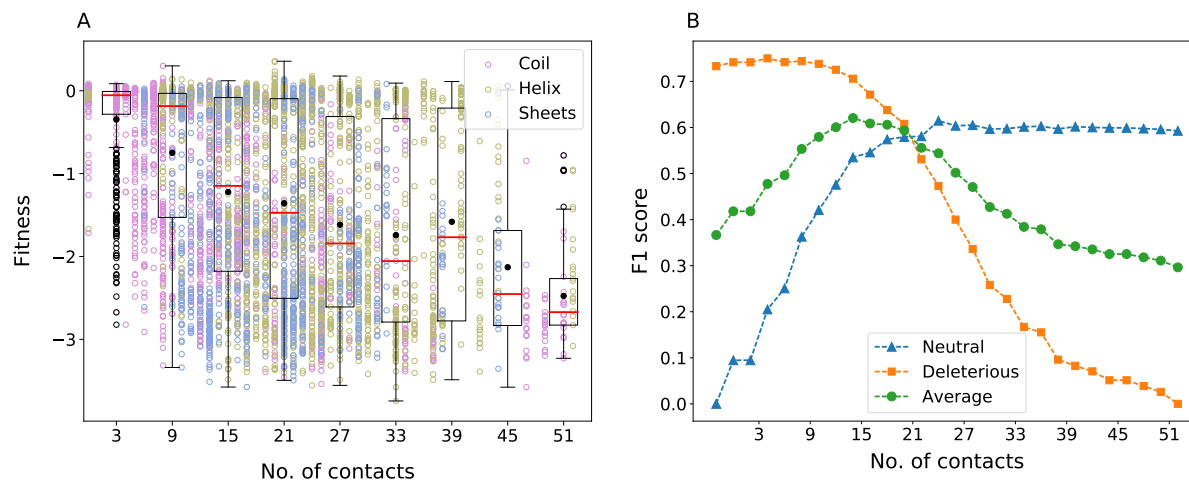 A
Fitness
0
−1
−2
−3
Coil
Helix
Sheets
3 9 15 21 27 33 39 45 51
No. of contacts
B
F1 score
0.7
0.6
0.5
0.4
0.3
0.2
0.1
0.0
Neutral
Deleterious
Average
3 9 15 21 27 33 39 45 51
No. of contacts